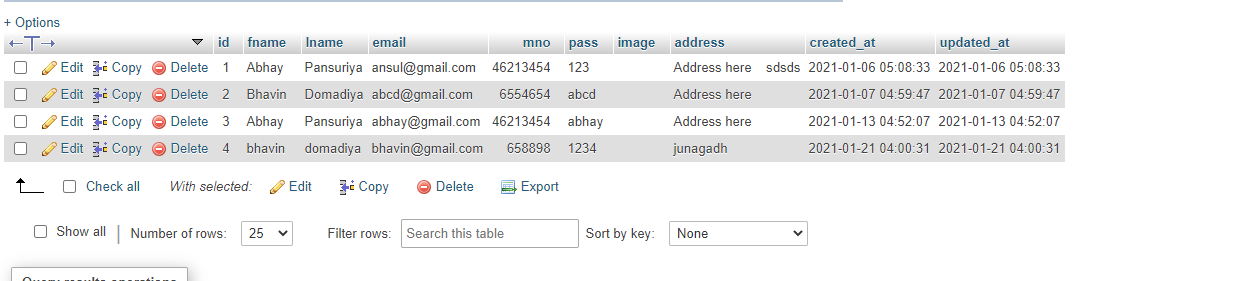 + Options
id fname lname email mno pass image address created_at updated_at
Edit Copy Delete 1 Abhay Pansuriya ansul@gmail.com 46213454 123 Address here sdsds 2021-01-06 05:08:33 2021-01-06 05:08:33
Edit Copy Delete 2 Bhavin Domadiya abcd@gmail.com 6554654 abcd Address here 2021-01-07 04:59:47 2021-01-07 04:59:47
Edit Copy Delete 3 Abhay Pansuriya abhay@gmail.com 46213454 abhay Address here 2021-01-13 04:52:07 2021-01-13 04:52:07
Edit Copy Delete 4 bhavin domadiya bhavin@gmail.com 658898 1234 junagadh 2021-01-21 04:00:31 2021-01-21 04:00:31
Check all With selected: Edit Copy Delete Export
Show all Number of rows: 25 Filter rows: Search this table Sort by key: None
Query results operations